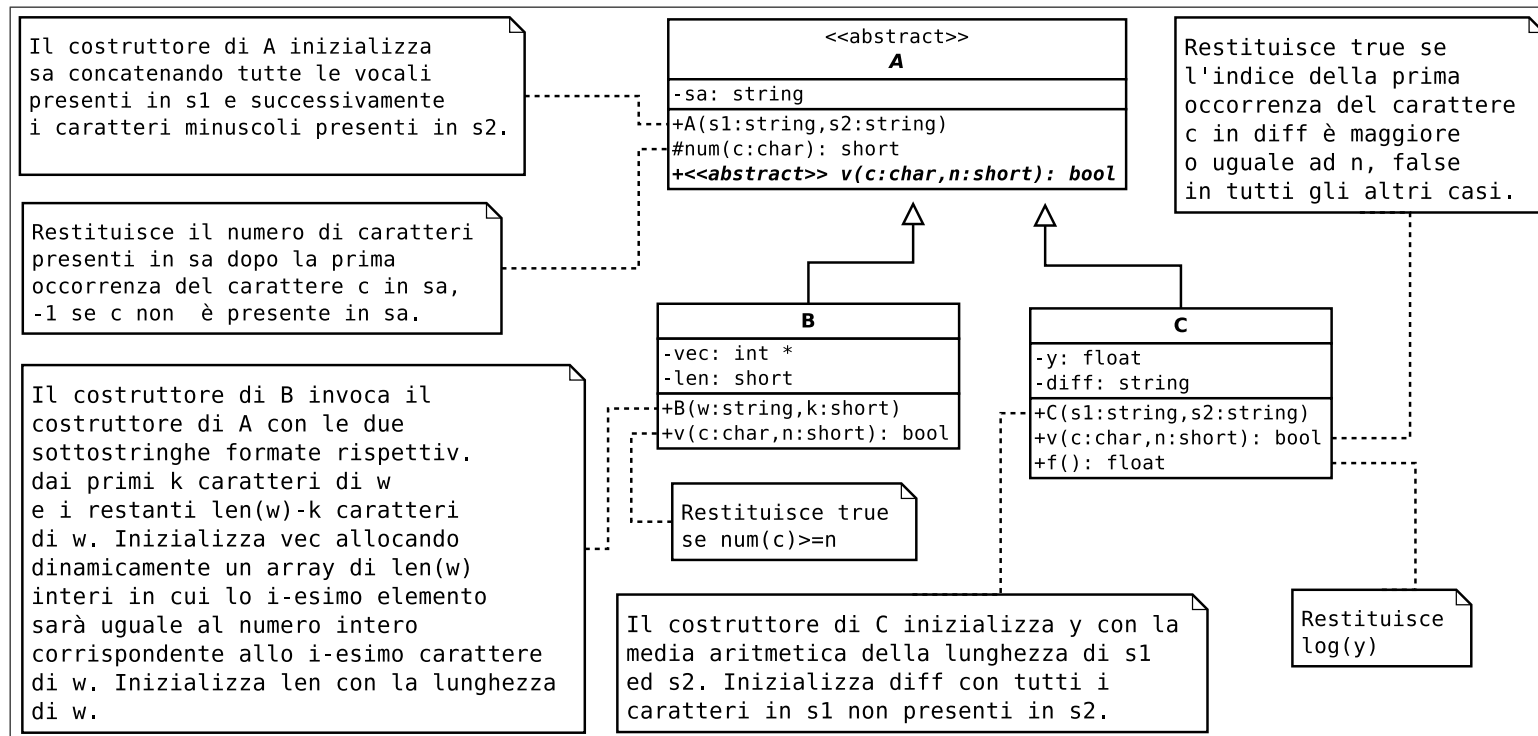 Il costruttore di A inizializza
sa concatenando tutte le vocali
presenti in s1 e successivamente
i caratteri minuscoli presenti in s2.
<<abstract>>
A
-sa: string
+A(s1:string,s2:string)
#num(c:char): short
+<<abstract>> v(c:char,n:short): bool
Restituisce true se
l'indice della prima
occorrenza del carattere
c in diff è maggiore
o uguale ad n, false
in tutti gli altri casi.
Restituisce il numero di caratteri
presenti in sa dopo la prima
occorrenza del carattere c in sa,
-1 se c non  è presente in sa.
B
-vec: int *
-len: short
+B(w:string,k:short)
+v(c:char,n:short): bool
C
-y: float
-diff: string
+C(s1:string,s2:string)
+v(c:char,n:short): bool
+f(): float
Il costruttore di B invoca il
costruttore di A con le due
sottostringhe formate rispettiv.
dai primi k caratteri di w
e i restanti len(w)-k caratteri
di w. Inizializza vec allocando
dinamicamente un array di len(w)
interi in cui lo i-esimo elemento
sarà uguale al numero intero
corrispondente allo i-esimo carattere
di w. Inizializza len con la lunghezza
di w.
Restituisce true
se num(c)>=n
Il costruttore di C inizializza y con la
media aritmetica della lunghezza di s1
ed s2. Inizializza diff con tutti i
caratteri in s1 non presenti in s2.
Restituisce
log(y)